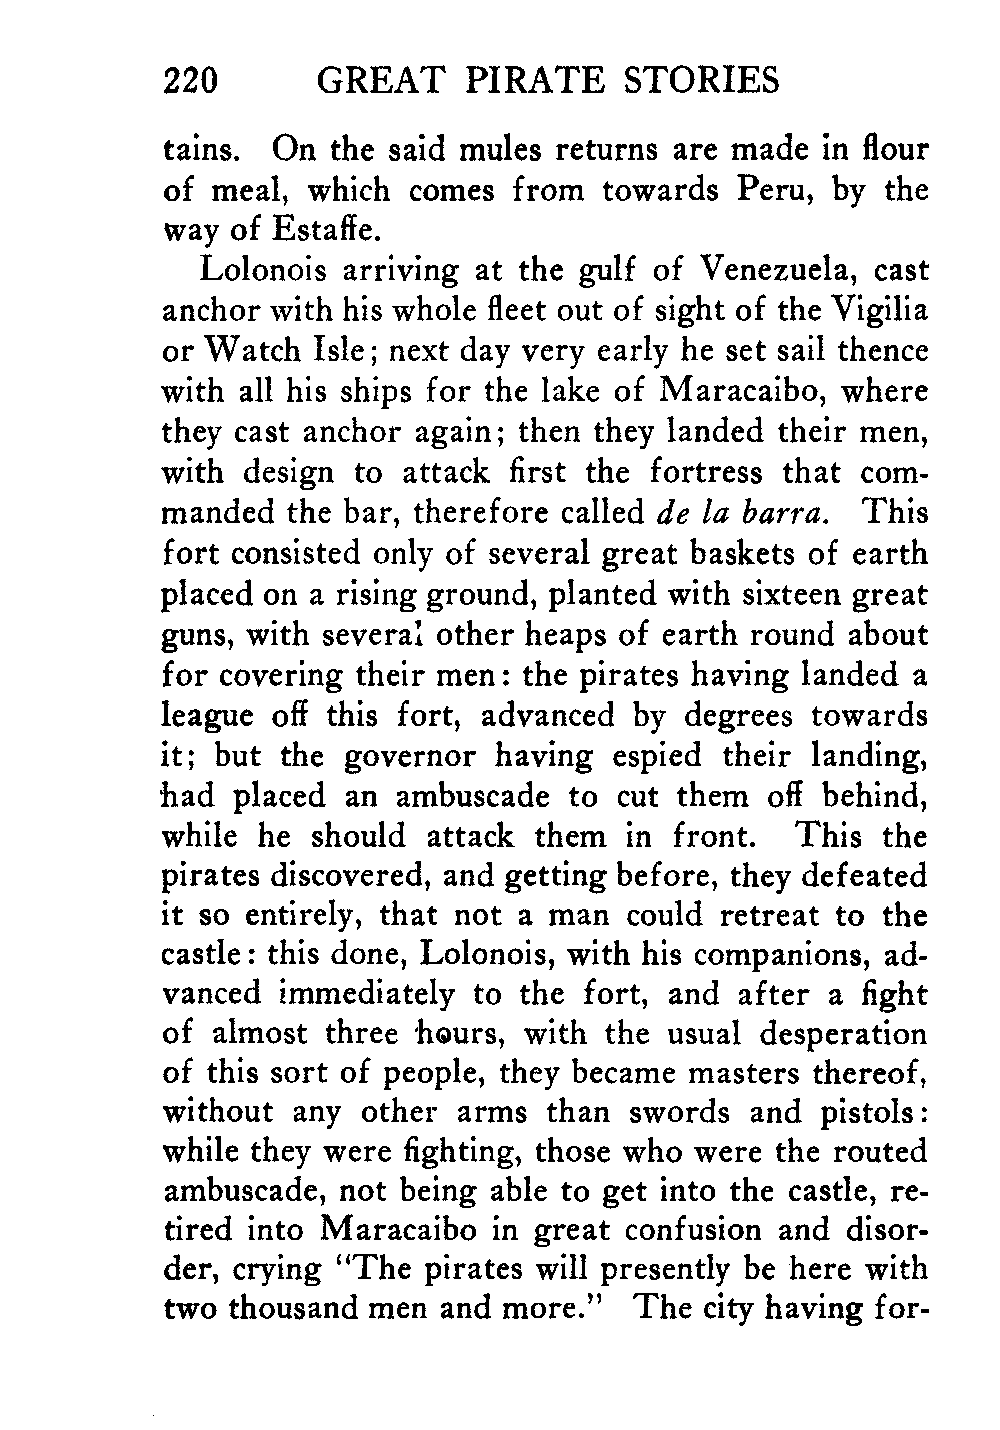 220 GREAT PIRATE STORIES
tains. On the said mules returns are made in flour
of meal, which comes from towards Peru, by the
way of Estaffe.
Lolonois arriving at the gulf of Venezuela, cast
anchor with his whole fleet out of sight of the Vigilia
or Watch Isle; next day very early he set sail thence
with all his ships for the lake of Maracaibo, where
they cast anchor again; then they landed their men,
with design to attack first the fortress that com-
manded the bar, therefore called de la barra. This
fort consisted only of several great baskets of earth
placed on a rising ground, planted with sixteen great
guns, with several other heaps of earth round about
for covering their men: the pirates having landed a
league off this fort, advanced by degrees towards
it; but the governor having espied their landing,
had placed an ambuscade to cut them off behind,
while he should attack them in front. This the
pirates discovered, and getting before, they defeated
it so entirely, that not a man could retreat to the
castle: this done, Lolonois, with his companions, ad-
vanced immediately to the fort, and after a fight
of almost three hours, with the usual desperation
of this sort of people, they became masters thereof,
without any other arms than swords and pistols:
while they were fighting, those who were the routed
ambuscade, not being able to get into the castle, re-
tired into Maracaibo in great confusion and disor-
der, crying "The pirates will presently be here with
two thousand men and more." The city having for-